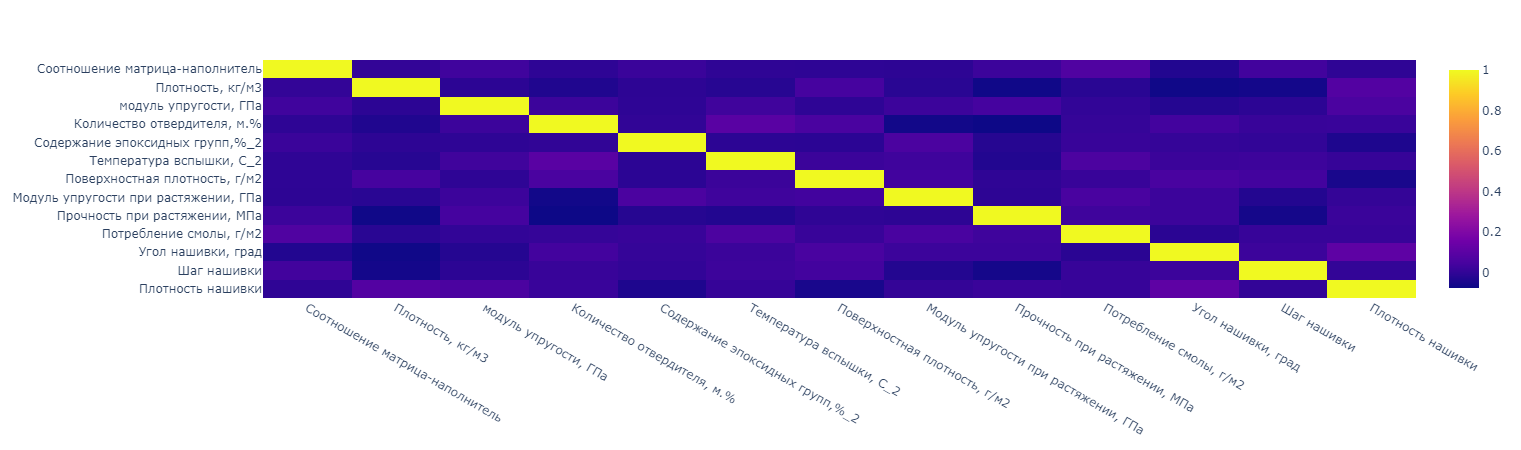 Соотношение матрица-наполнитель
Плотность, кг/м3
модуль упругости, ГПа
Количество отвердителя, м.%
Содержание эпоксидных групп,%_2
Температура вспышки, С_2
Поверхностная плотность, г/м2
Модуль упругости при растяжении, ГПа
Прочность при растяжении, МПа
Потребление смолы, г/м2
Угол нашивки, град
Шаг нашивки
Плотность нашивки
Соотношение матрица-наполнитель
Плотность, кг/м3
модуль упругости, ГПа
Количество отвердителя, м.%
Содержание эпоксидных групп,%_2
Температура вспышки, С_2
Поверхностная плотность, г/м2
Модуль упругости при растяжении, ГПа
Прочность при растяжении, МПа
Потребление смолы, г/м2
Угол нашивки, град
Шаг нашивки
Плотность нашивки
1
0.8
0.6
0.4
0.2
0